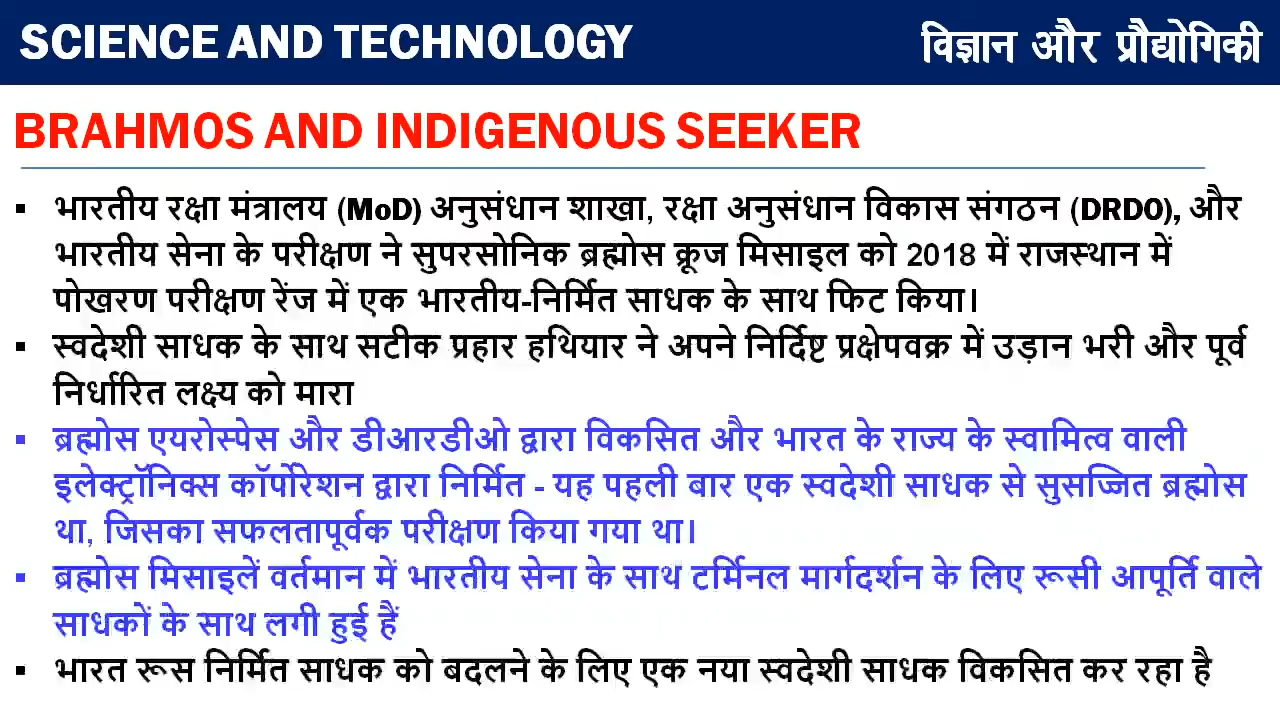 SCIENCE AND TECHNOLOGY विज्ञान और प्रौद्योगिकी
BRAHMOS AND INDIGENOUS SEEKER
▪ भारतीय रक्षा मंत्रालय (MoD) अनुसंधान शाखा, रक्षा अनुसंधान विकास संगठन (DRDO), और
भारतीय सेना के परीक्षण ने सुपरसोनिक ब्रह्मोस क्रूज मिसाइल को 2018 में राजस्थान में
पोखरण परीक्षण रेंज में एक भारतीय-निर्मित साधक के साथ फिट किया।
▪ स्वदेशी साधक के साथ सटीक प्रहार हथियार ने अपने निर्दिष्ट प्रक्षेपवक्र में उड़ान भरी और पूर्व
निर्धारित लक्ष्य को मारा
▪ ब्रह्मोस एयरोस्पेस और डीआरडीओ द्वारा विकसित और भारत के राज्य के स्वामित्व वाली
इलेक्ट्रॉनिक्स कॉर्पोरेशन द्वारा निर्मित - यह पहली बार एक स्वदेशी साधक से सुसज्जित ब्रह्मोस
था, जिसका सफलतापूर्वक परीक्षण किया गया था।
▪ ब्रह्मोस मिसाइलें वर्तमान में भारतीय सेना के साथ टर्मिनल मार्गदर्शन के लिए रूसी आपूर्ति वाले
साधकों के साथ लगी हुई हैं
▪ भारत रूस निर्मित साधक को बदलने के लिए एक नया स्वदेशी साधक विकसित कर रहा है